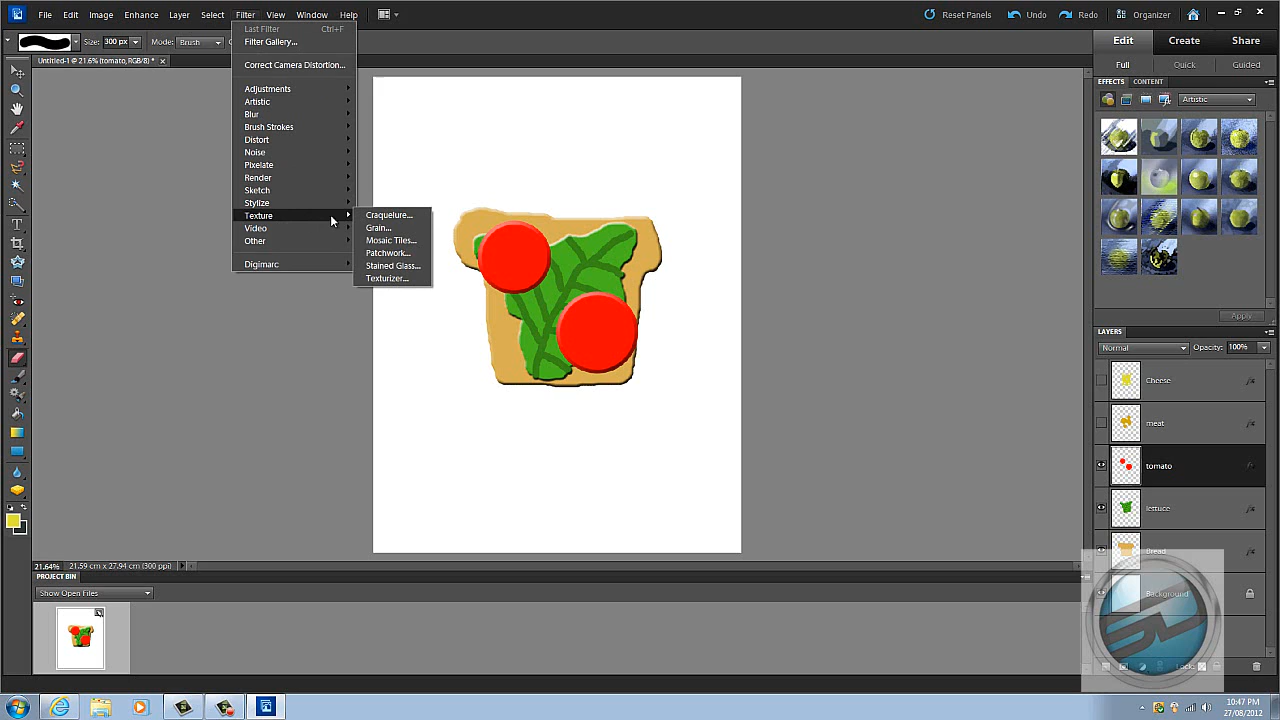 File Edit Image Enhance Layer Select Filter View Window Help
Reset Panels Undo Redo Organizer
Size: 300 px Mode: Brush
Last Filter Ctrl+F
Filter Gallery...
Correct Camera Distortion...
Adjustments
Artistic
Blur
Brush Strokes
Distort
Noise
Pixelate
Render
Sketch
Stylize
Texture
Video
Other
Digimarc
Craquelure...
Grain...
Mosaic Tiles...
Patchwork...
Stained Glass...
Texturizer...
Untitled-1 @ 21.6% (tomato, RGB/8) *
Edit Create Share
Full Quick Guided
EFFECTS CONTENT
Artistic
Apply
LAYERS
Normal Opacity: 100%
Cheese
meat
tomato
lettuce
Bread
Background
Lock:
21.64% 21.59 cm x 27.94 cm (300 ppi)
PROJECT BIN
Show Open Files
10:47 PM
27/08/2012